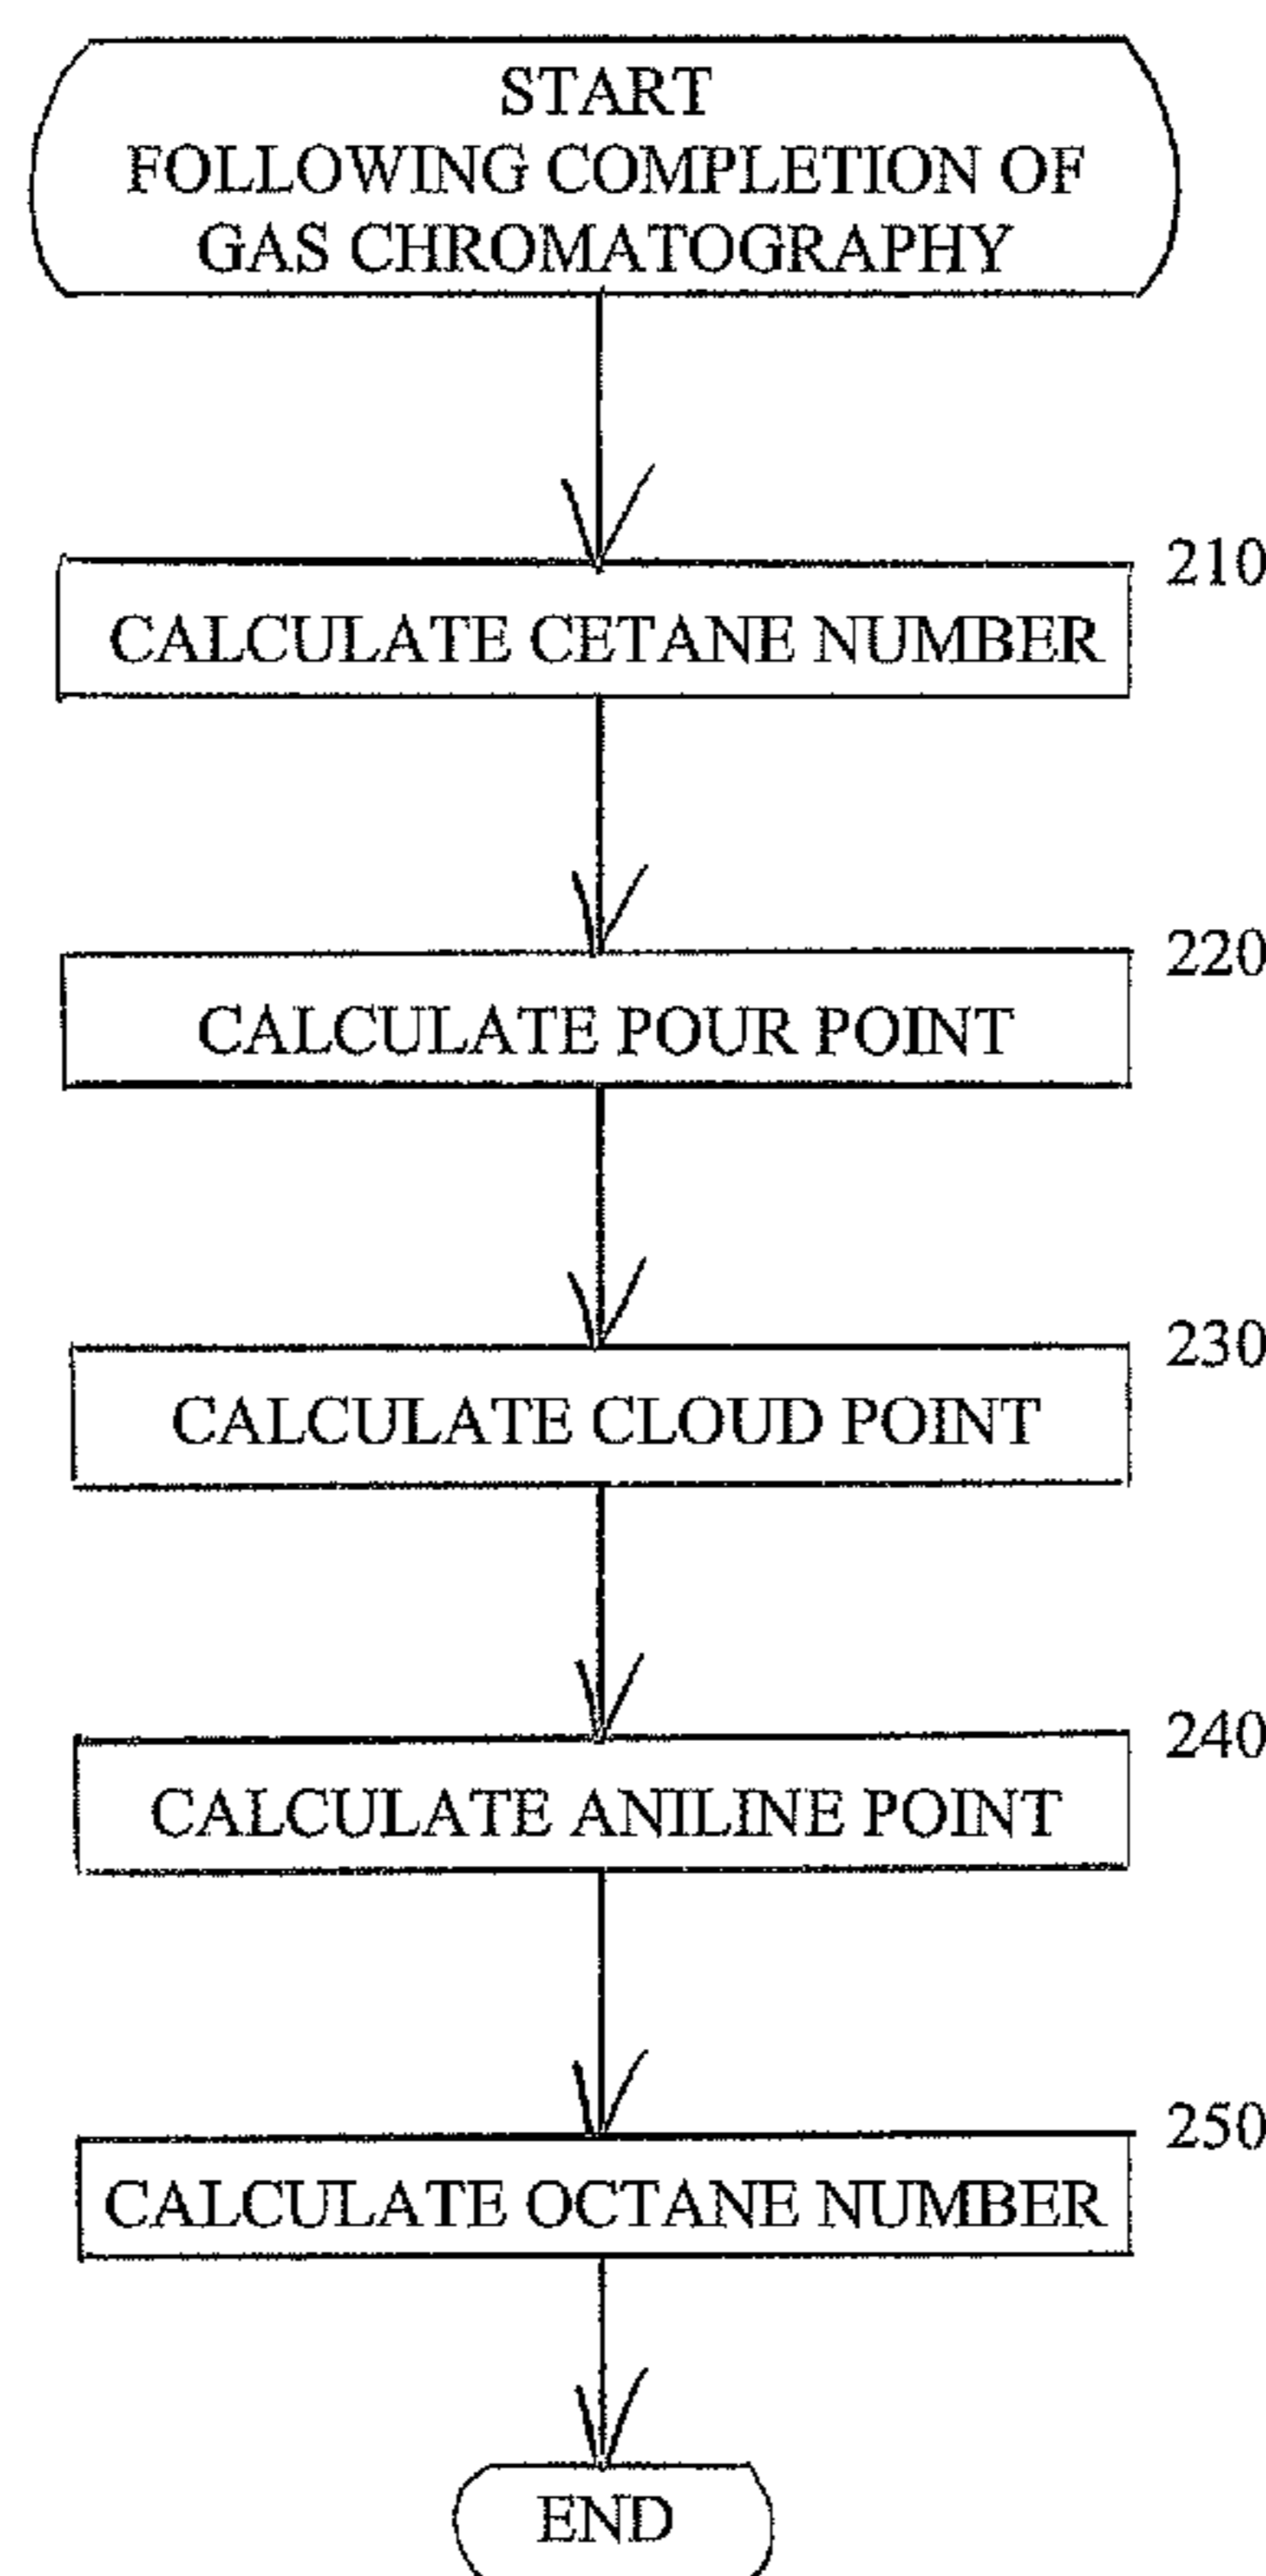 START
FOLLOWING COMPLETION OF
GAS CHROMATOGRAPHY
210
CALCULATE CETANE NUMBER
220
CALCULATE POUR POINT
230
CALCULATE CLOUD POINT
240
CALCULATE ANILINE POINT
250
CALCULATE OCTANE NUMBER
END